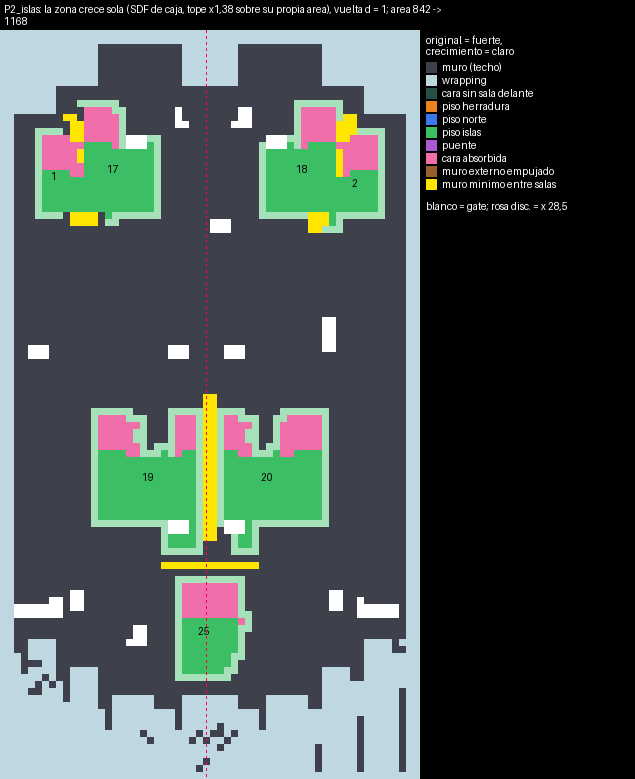 P2_islas: la zona crece sola (SDF de caja, tope x1,38 sobre su propia area), vuelta d = 1; area 842 ->
1168
original = fuerte,
crecimiento = claro
muro (techo)
wrapping
cara sin sala delante
piso herradura
piso norte
piso islas
puente
cara absorbida
muro externo empujado
muro minimo entre salas
blanco = gate; rosa disc. = x 28,5
1
17
18
2
19
20
25